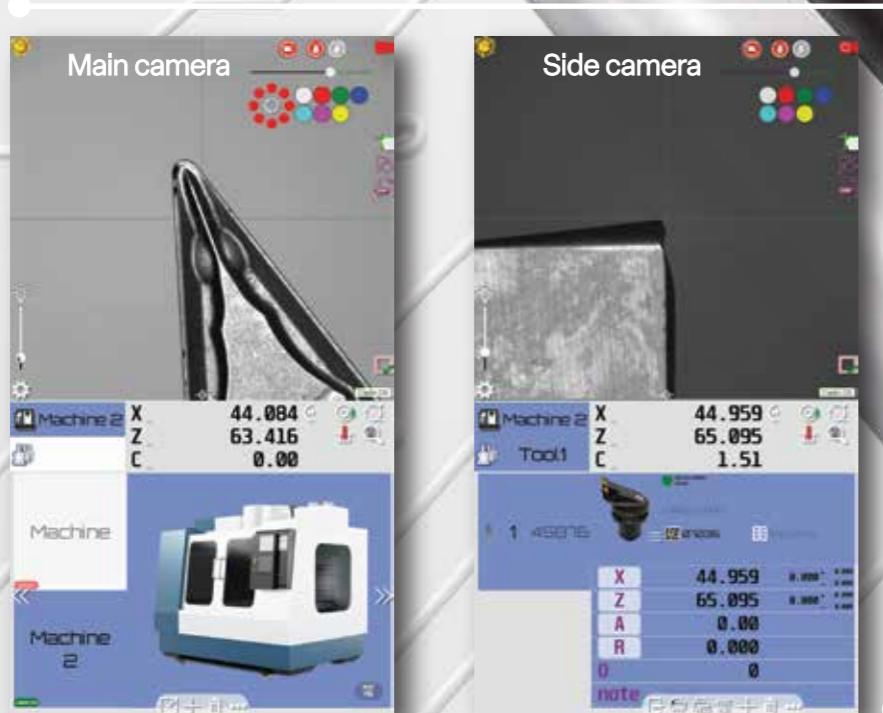 Main camera
Machine 2
X 44.084
Z 63.416
C 0.00
Machine
Machine
2
Side camera
Machine 2
X 44.959
Tool1
Z 65.095
C 1.51
1 45876
X 44.959
Z 65.095
A 0.00
R 0.000
0
note